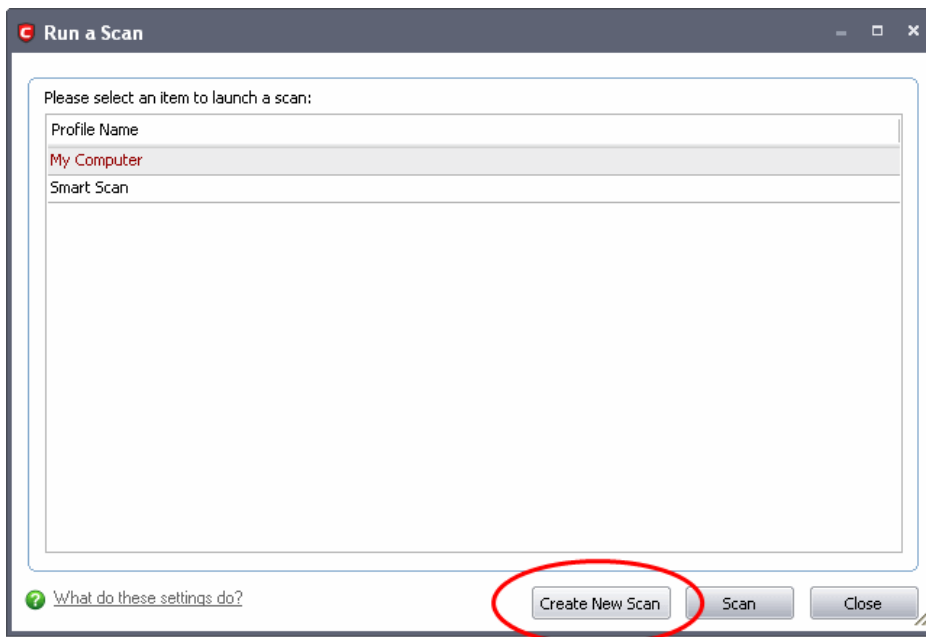 Run a Scan
Please select an item to launch a scan:
Profile Name
My Computer
Smart Scan
What do these settings do?
Create New Scan
Scan
Close